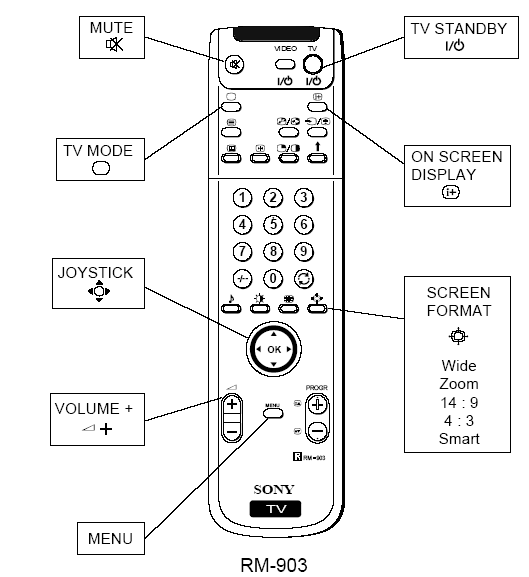 MUTE
TV STANDBY
I/⏻
VIDEO TV
I/⏻ I/⏻
TV MODE
ON SCREEN
DISPLAY
i+
1 2 3
4 5 6
7 8 9
-/-- 0
JOYSTICK
OK
SCREEN
FORMAT
Wide
Zoom
14 : 9
4 : 3
Smart
VOLUME +
+
PROGR
+ MENU +
- -
R RM-903
SONY
TV
MENU
RM-903